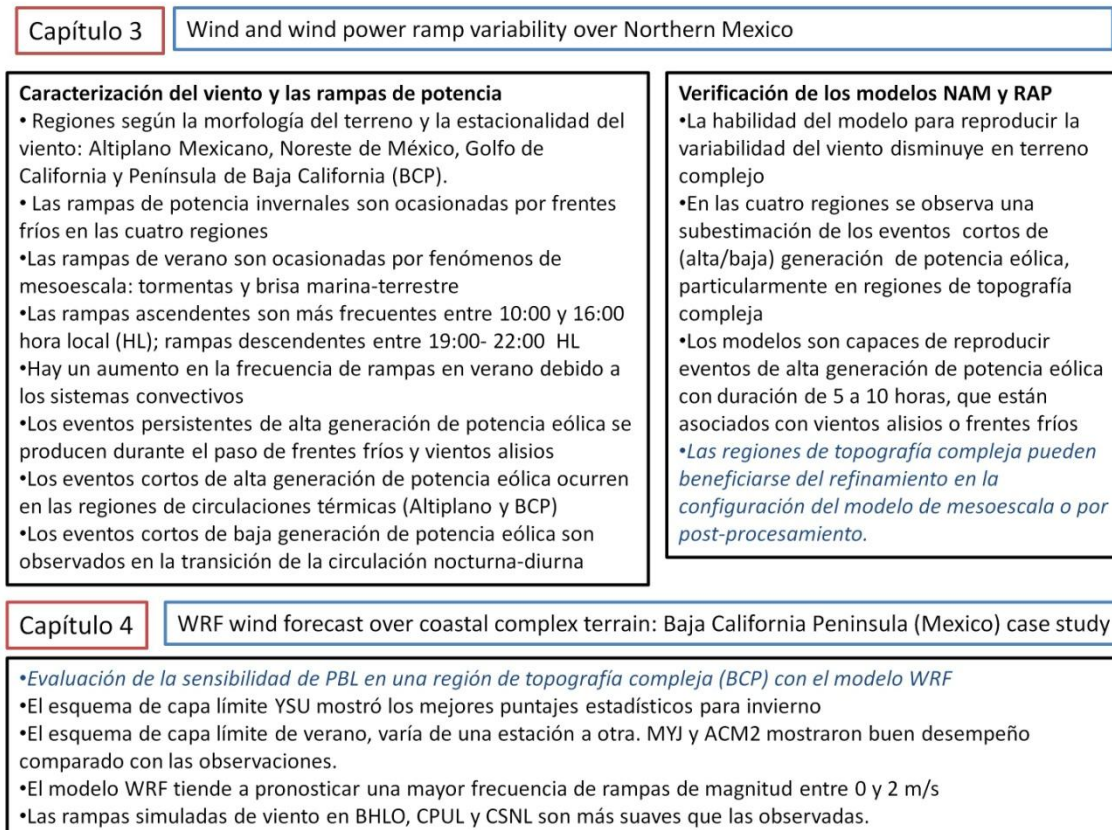 Capítulo 3
Wind and wind power ramp variability over Northern Mexico
Caracterización del viento y las rampas de potencia
• Regiones según la morfología del terreno y la estacionalidad del
viento: Altiplano Mexicano, Noreste de México, Golfo de
California y Península de Baja California (BCP).
• Las rampas de potencia invernales son ocasionadas por frentes
fríos en las cuatro regiones
•Las rampas de verano son ocasionadas por fenómenos de
mesoescala: tormentas y brisa marina-terrestre
•Las rampas ascendentes son más frecuentes entre 10:00 y 16:00
hora local (HL); rampas descendentes entre 19:00- 22:00 HL
•Hay un aumento en la frecuencia de rampas en verano debido a
los sistemas convectivos
•Los eventos persistentes de alta generación de potencia eólica se
producen durante el paso de frentes fríos y vientos alisios
•Los eventos cortos de alta generación de potencia eólica ocurren
en las regiones de circulaciones térmicas (Altiplano y BCP)
•Los eventos cortos de baja generación de potencia eólica son
observados en la transición de la circulación nocturna-diurna
Verificación de los modelos NAM y RAP
•La habilidad del modelo para reproducir la
variabilidad del viento disminuye en terreno
complejo
•En las cuatro regiones se observa una
subestimación de los eventos cortos de
(alta/baja) generación de potencia eólica,
particularmente en regiones de topografía
compleja
•Los modelos son capaces de reproducir
eventos de alta generación de potencia eólica
con duración de 5 a 10 horas, que están
asociados con vientos alisios o frentes fríos
•Las regiones de topografía compleja pueden
beneficiarse del refinamiento en la
configuración del modelo de mesoescala o por
post-procesamiento.
Capítulo 4
WRF wind forecast over coastal complex terrain: Baja California Peninsula (Mexico) case study
•Evaluación de la sensibilidad de PBL en una región de topografía compleja (BCP) con el modelo WRF
•El esquema de capa límite YSU mostró los mejores puntajes estadísticos para invierno
•El esquema de capa límite de verano, varía de una estación a otra. MYJ y ACM2 mostraron buen desempeño
comparado con las observaciones.
•El modelo WRF tiende a pronosticar una mayor frecuencia de rampas de magnitud entre 0 y 2 m/s
•Las rampas simuladas de viento en BHLO, CPUL y CSNL son más suaves que las observadas.